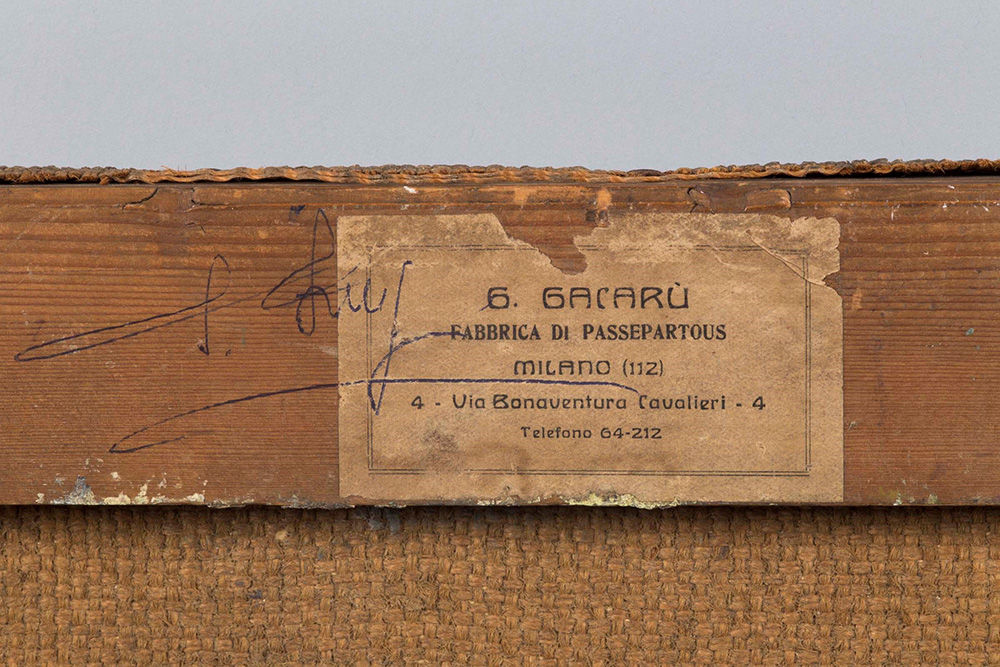 G. GACARÙ
FABBRICA DI PASSEPARTOUS
MILANO (112)
4 - Via Bonaventura Cavalieri - 4
Telefono 64-212